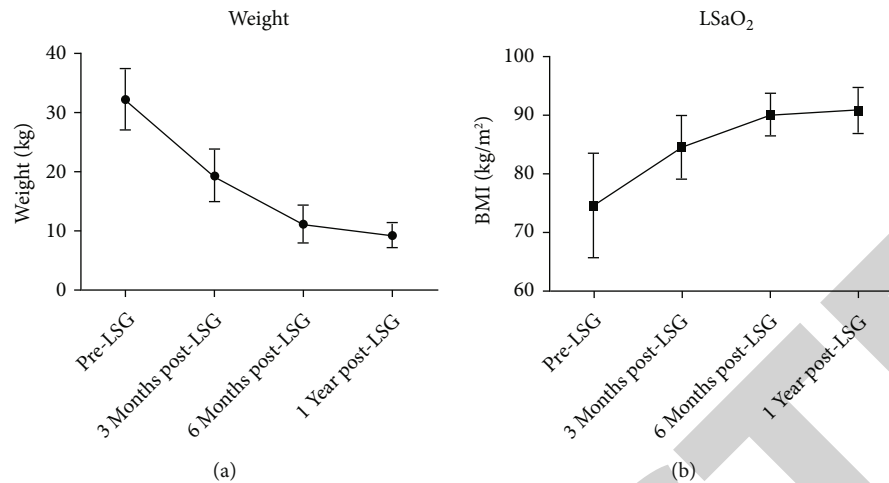 Weight
40
30
20
10
0
Weight (kg)
Pre-LSG
3 Months post-LSG
6 Months post-LSG
1 Year post-LSG
(a)
LSaO₂
100
90
80
70
60
BMI (kg/m²)
Pre-LSG
3 Months post-LSG
6 Months post-LSG
1 Year post-LSG
(b)